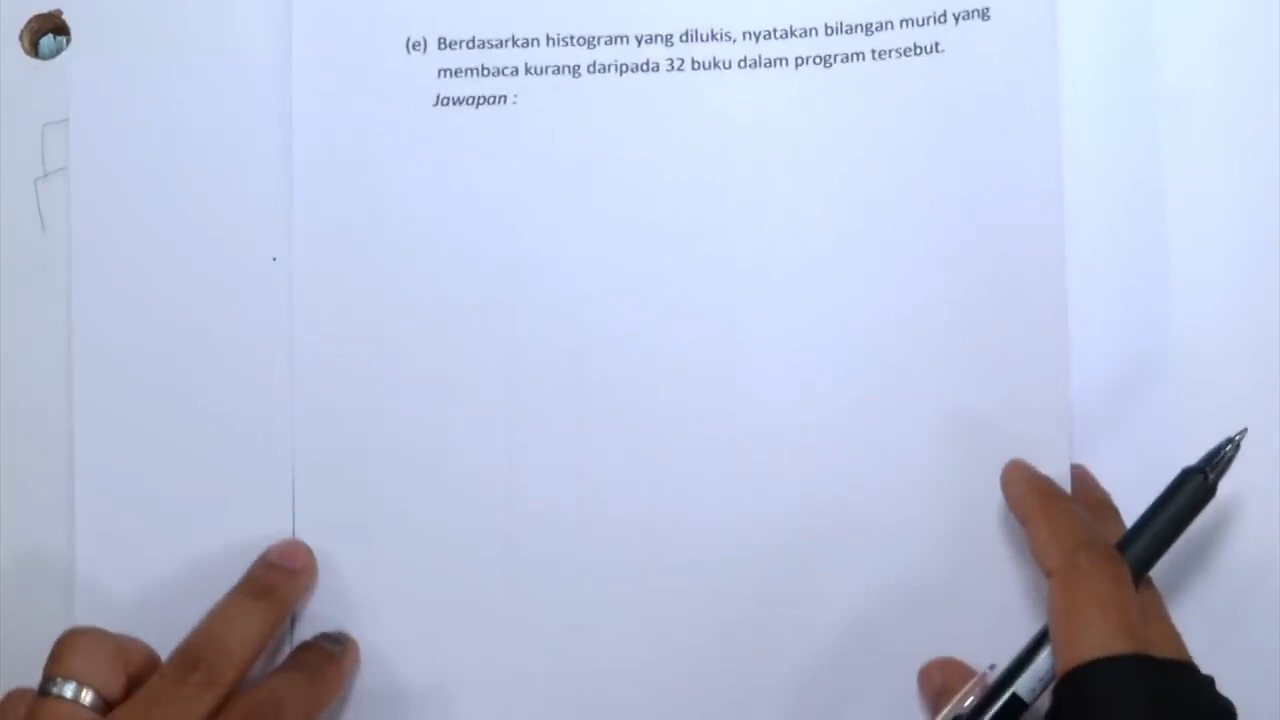 (e) Berdasarkan histogram yang dilukis, nyatakan bilangan murid yang
membaca kurang daripada 32 buku dalam program tersebut.
Jawapan :